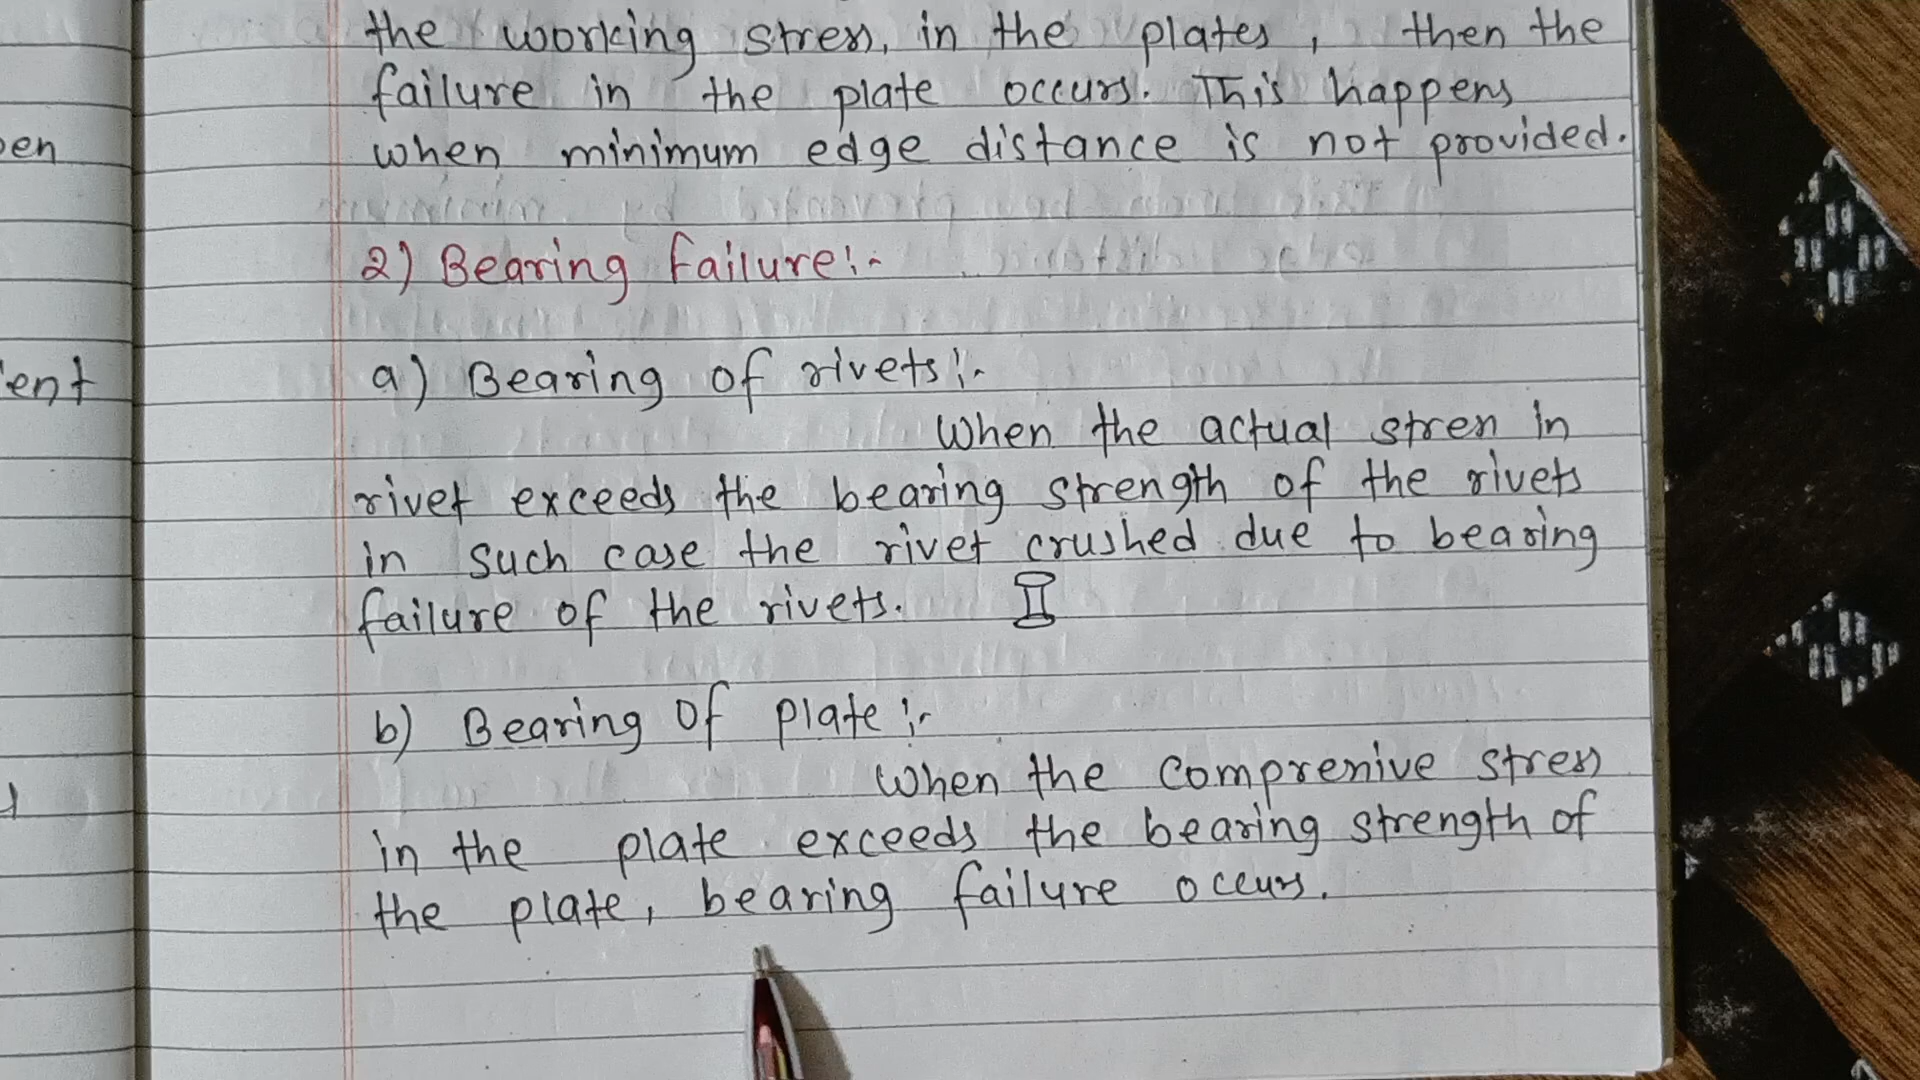 the working stress, in the plates, then the
failure in the plate occurs. This happens
when minimum edge distance is not provided.
2) Bearing failure:-
a) Bearing of rivets:-
When the actual stress in
rivet exceeds the bearing strength of the rivets
in such case the rivet crushed due to bearing
failure of the rivets.
b) Bearing Of plate:-
When the compressive stress
in the plate exceeds the bearing strength of
the plate, bearing failure occurs.
ent